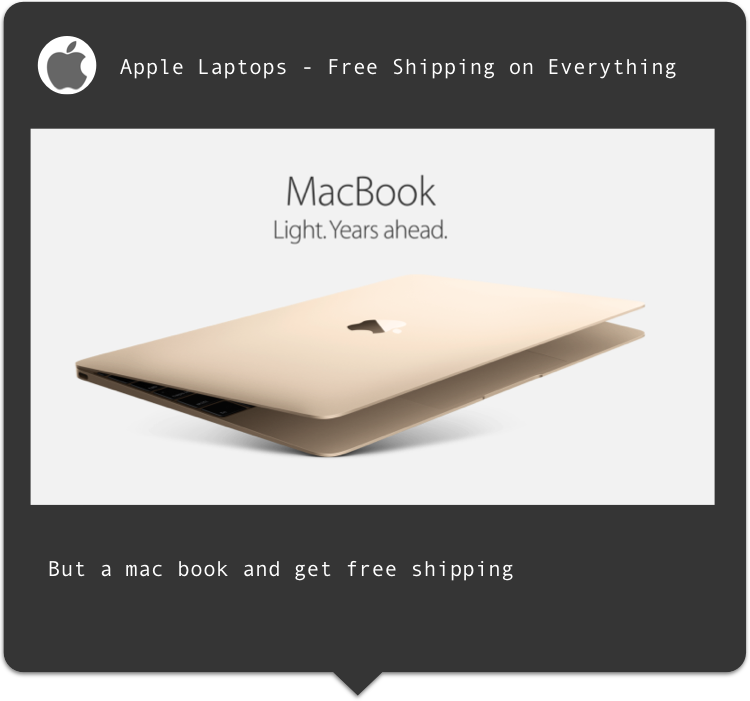 Apple Laptops - Free Shipping on Everything
MacBook
Light. Years ahead.
But a mac book and get free shipping